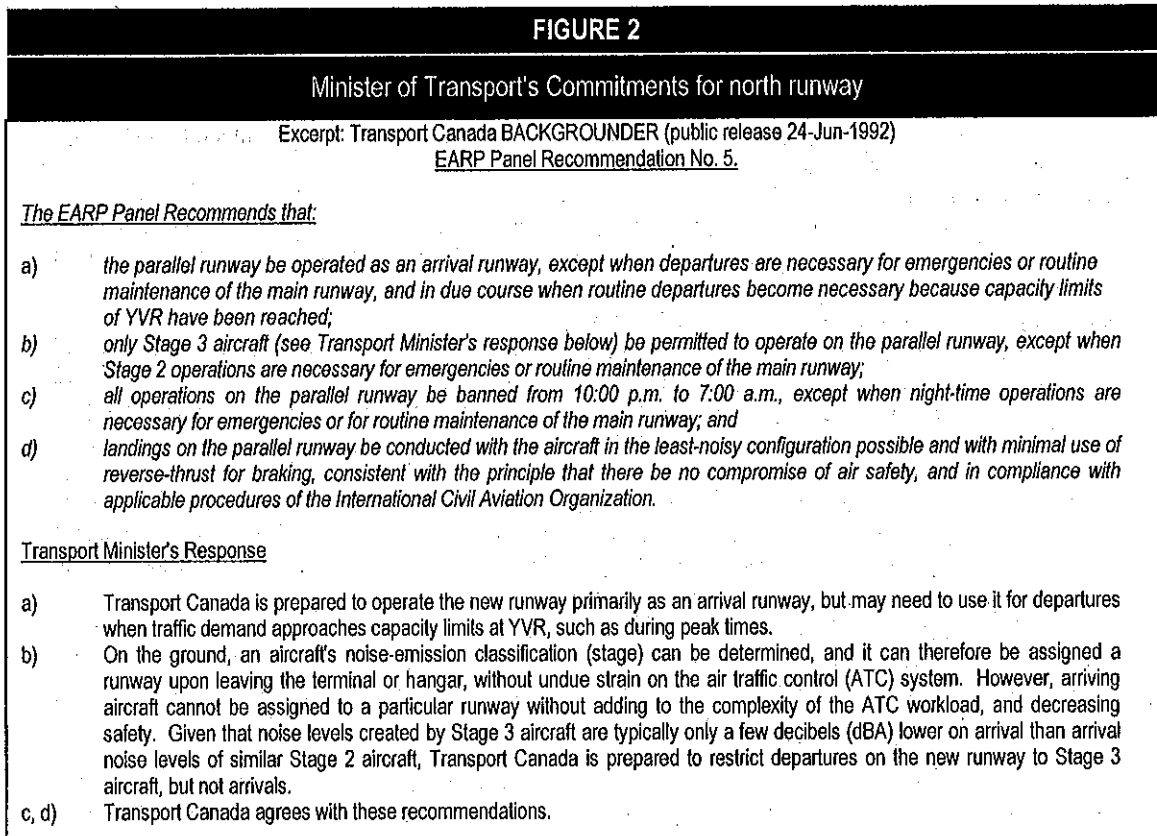 FIGURE 2
Minister of Transport's Commitments for north runway
Excerpt: Transport Canada BACKGROUNDER (public release 24-Jun-1992)
EARP Panel Recommendation No. 5.
The EARP Panel Recommends that:
a) the parallel runway be operated as an arrival runway, except when departures are necessary for emergencies or routine
maintenance of the main runway, and in due course when routine departures become necessary because capacity limits
of YVR have been reached;
b) only Stage 3 aircraft (see Transport Minister's response below) be permitted to operate on the parallel runway, except when
Stage 2 operations are necessary for emergencies or routine maintenance of the main runway;
c) all operations on the parallel runway be banned from 10:00 p.m. to 7:00 a.m., except when night-time operations are
necessary for emergencies or for routine maintenance of the main runway; and
d) landings on the parallel runway be conducted with the aircraft in the least-noisy configuration possible and with minimal use of
reverse-thrust for braking, consistent with the principle that there be no compromise of air safety, and in compliance with
applicable procedures of the International Civil Aviation Organization.
Transport Minister's Response
a) Transport Canada is prepared to operate the new runway primarily as an arrival runway, but may need to use it for departures
when traffic demand approaches capacity limits at YVR, such as during peak times.
b) On the ground, an aircraft's noise-emission classification (stage) can be determined, and it can therefore be assigned a
runway upon leaving the terminal or hangar, without undue strain on the air traffic control (ATC) system. However, arriving
aircraft cannot be assigned to a particular runway without adding to the complexity of the ATC workload, and decreasing
safety. Given that noise levels created by Stage 3 aircraft are typically only a few decibels (dBA) lower on arrival than arrival
noise levels of similar Stage 2 aircraft, Transport Canada is prepared to restrict departures on the new runway to Stage 3
aircraft, but not arrivals.
c, d) Transport Canada agrees with these recommendations.